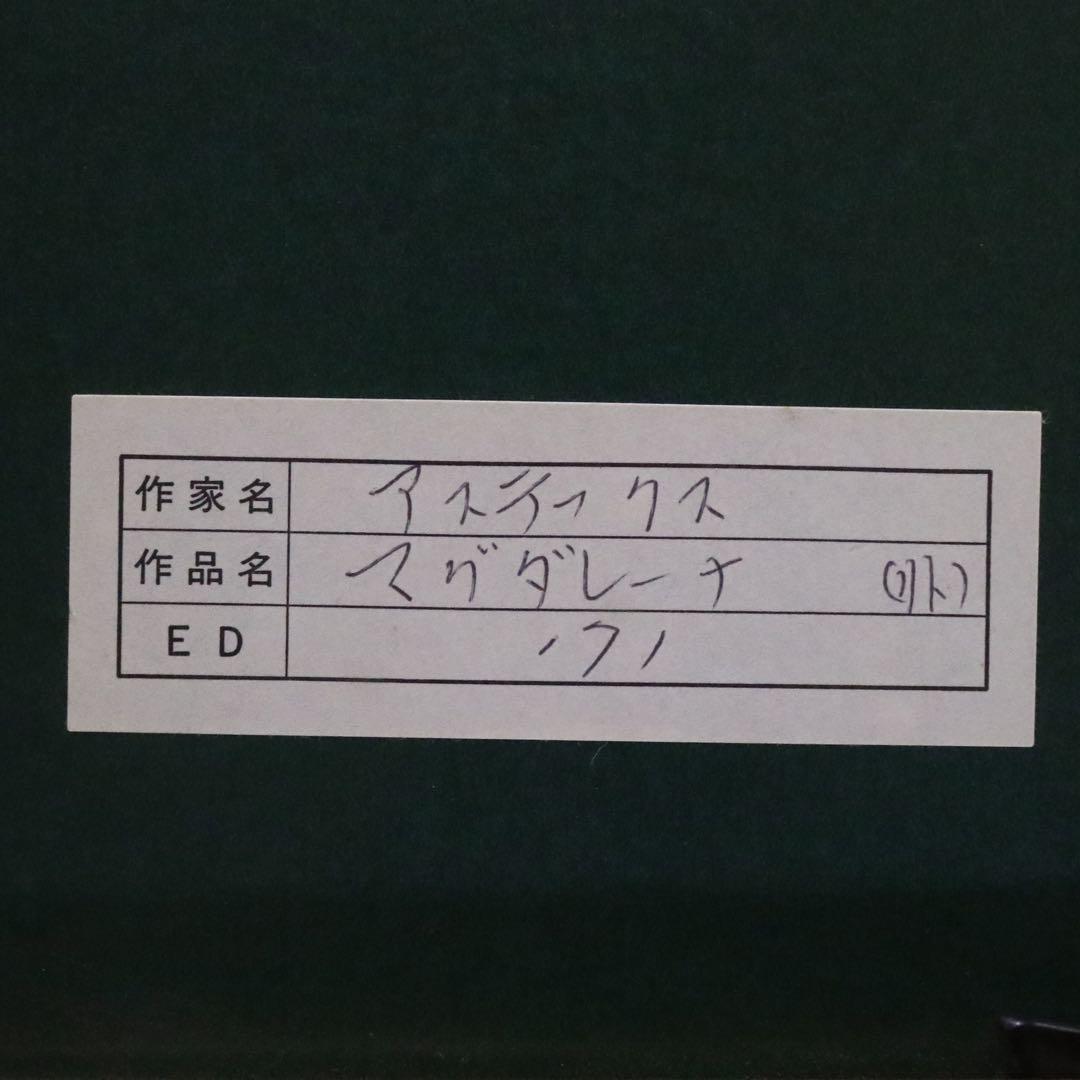 作家名 アスティクス
作品名 マグダレーナ (リト)
ED 171